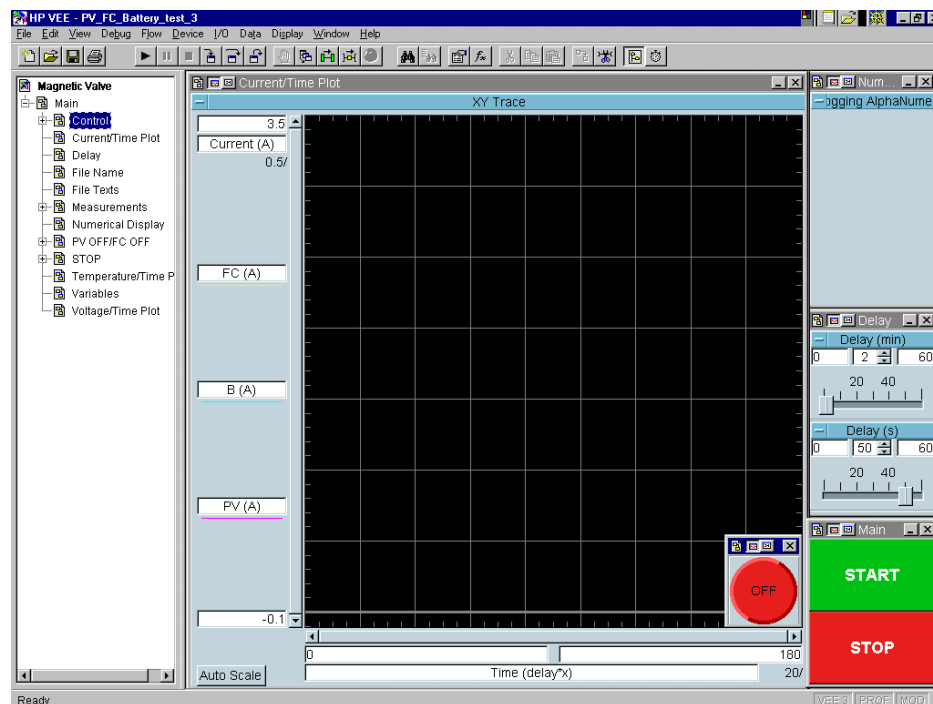 HP VEE - PV_FC_Battery_test_3
File Edit View Debug Flow Device I/O Data Display Window Help
Magnetic Valve
Main
Control
Current/Time Plot
Delay
File Name
File Texts
Measurements
Numerical Display
PV OFF/FC OFF
STOP
Temperature/Time P
Variables
Voltage/Time Plot
Current/Time Plot
XY Trace
3.5
Current (A)
0.5/
FC (A)
B (A)
PV (A)
-0.1
0 180
Auto Scale
Time (delay*x)
20/
OFF
Num...
ogging AlphaNume
Delay
Delay (min)
0 2 60
20 40
Delay (s)
0 50 60
20 40
Main
START
STOP
Ready
VEE 3 PROF MOD